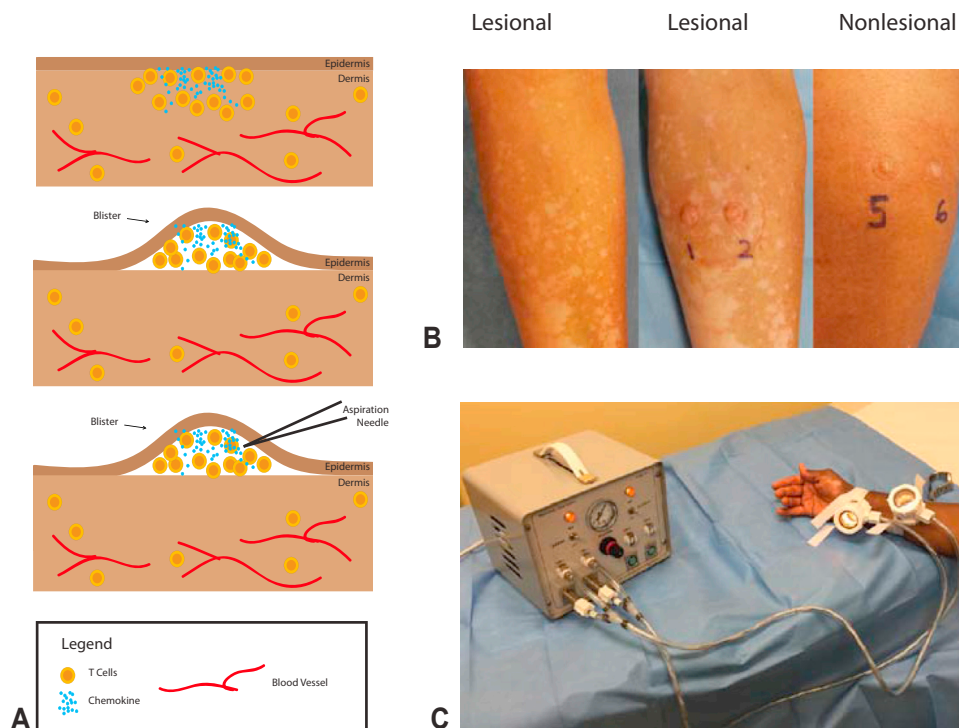 Epidermis
Dermis
Blister
Epidermis
Dermis
Blister
Aspiration
Needle
Epidermis
Dermis
Legend
T Cells
Chemokine
Blood Vessel
A
Lesional Lesional Nonlesional
1 2 5 6
B
C